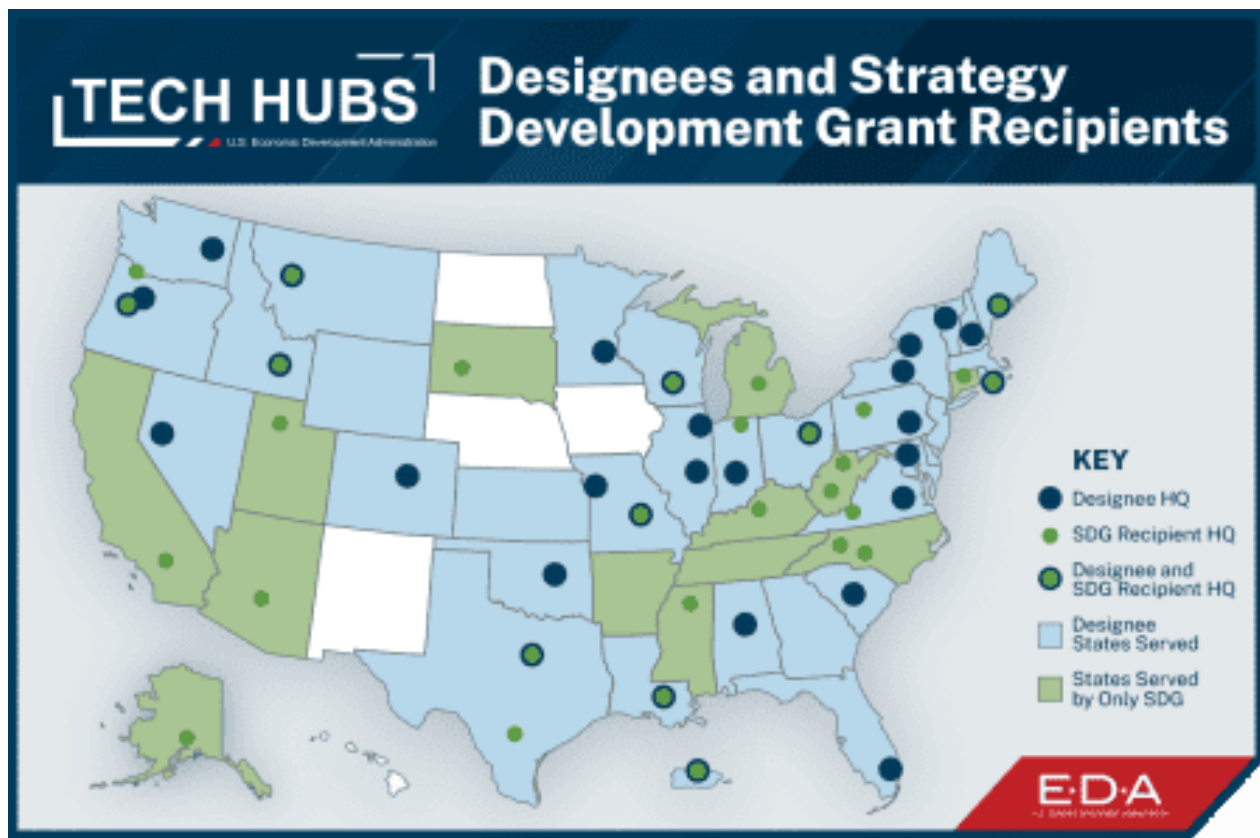 TECH HUBS
U.S. Economic Development Administration
Designees and Strategy
Development Grant Recipients
KEY
Designee HQ
SDG Recipient HQ
Designee and
SDG Recipient HQ
Designee
States Served
States Served
by Only SDG
E·D·A